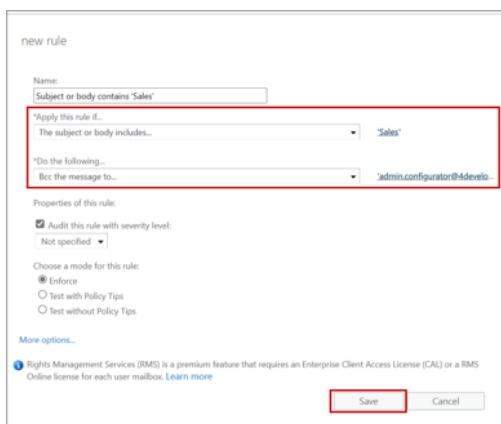 new rule
Name:
Subject or body contains 'Sales'
*Apply this rule if...
The subject or body includes... 'Sales'
*Do the following...
Bcc the message to... 'admin.configurator@4develo...
Properties of this rule:
Audit this rule with severity level:
Not specified
Choose a mode for this rule:
Enforce
Test with Policy Tips
Test without Policy Tips
More options...
Rights Management Services (RMS) is a premium feature that requires an Enterprise Client Access License (CAL) or a RMS
Online license for each user mailbox. Learn more
Save Cancel